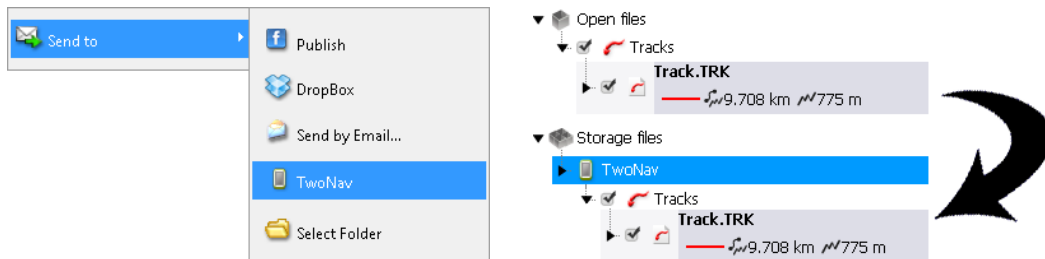 Send to
Publish
DropBox
Send by Email...
TwoNav
Select Folder
Open files
Tracks
Track.TRK
9.708 km 775 m
Storage files
TwoNav
Tracks
Track.TRK
9.708 km 775 m